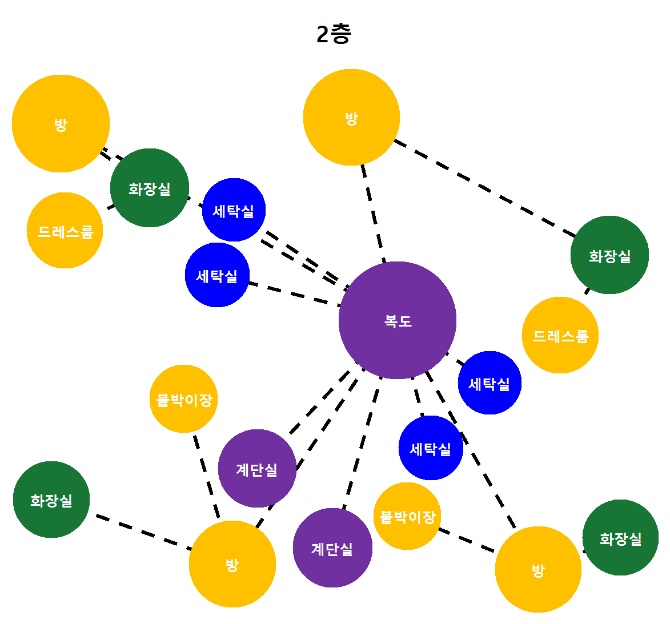 2층
방
방
화장실
세탁실
드레스룸
화장실
세탁실
복도
드레스룸
세탁실
붙박이장
세탁실
계단실
화장실
붙박이장
화장실
계단실
방
방